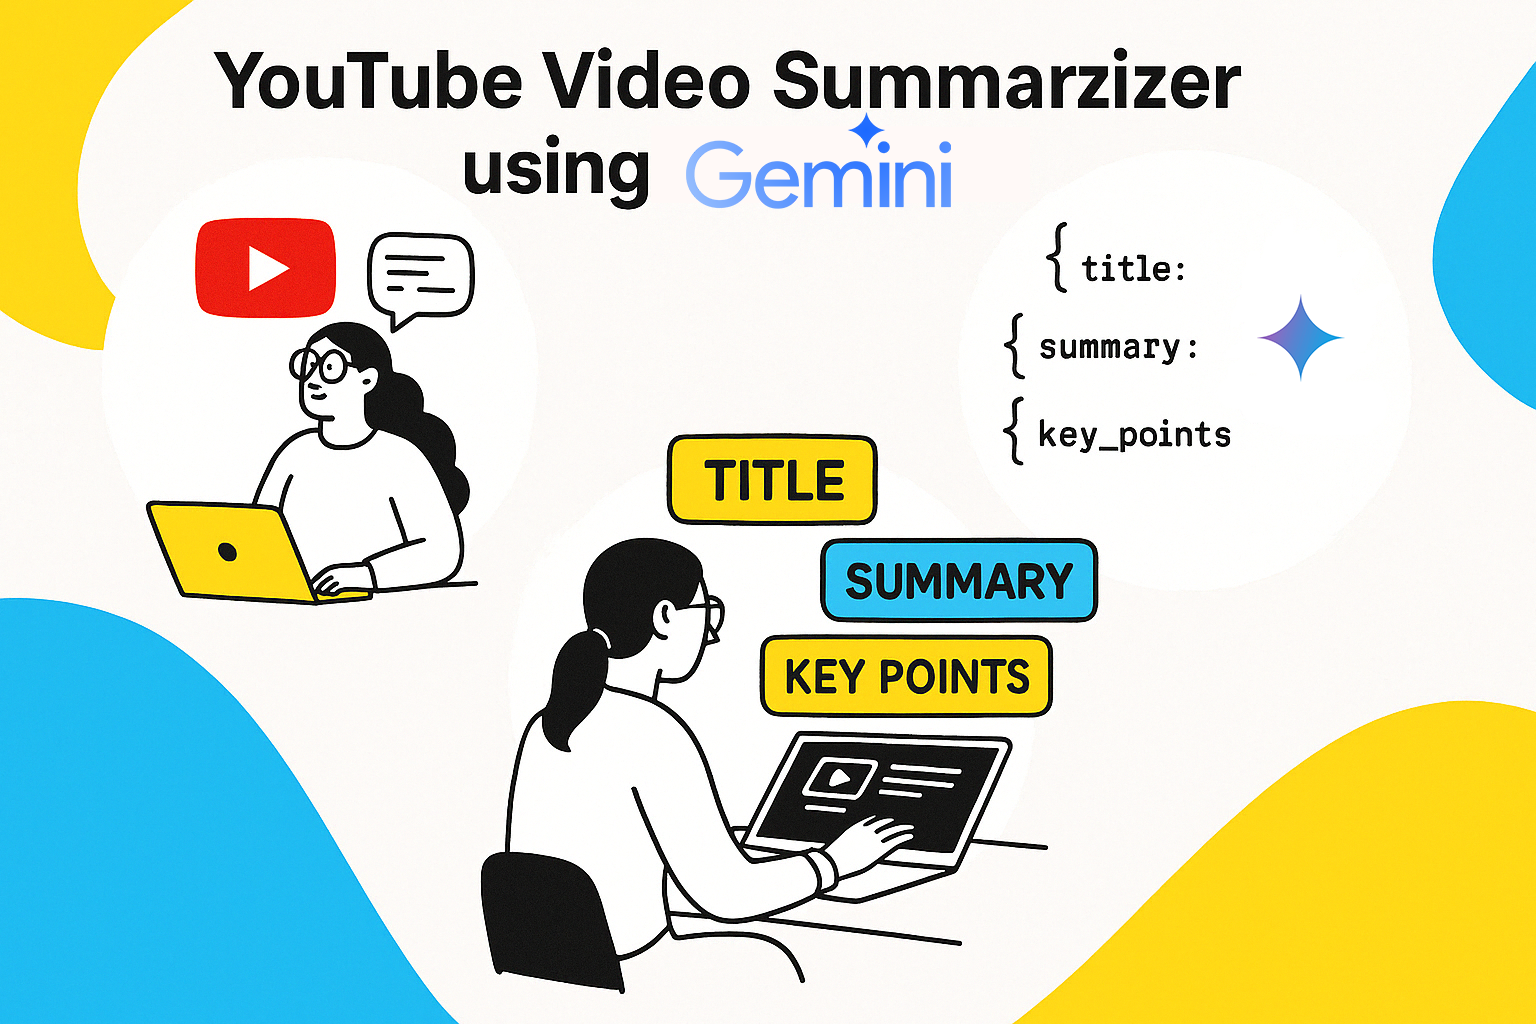 YouTube Video Summarzizer
using Gemini
{ title:
{ summary:
{ key_points
TITLE
SUMMARY
KEY POINTS